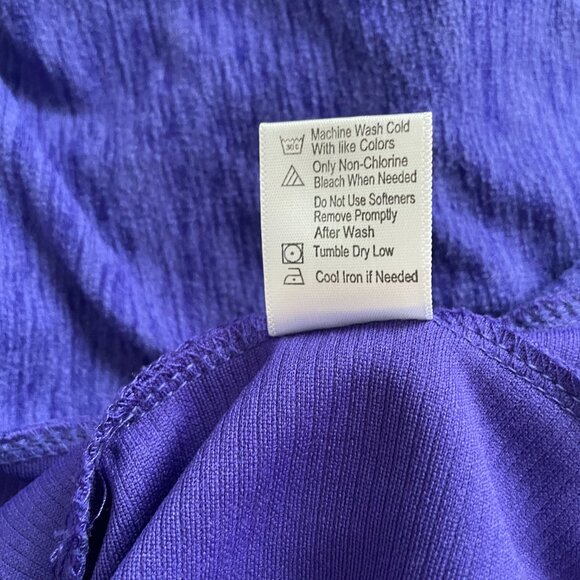 30°C
Machine Wash Cold
With like Colors
Only Non-Chlorine
Bleach When Needed
Do Not Use Softeners
Remove Promptly
After Wash
Tumble Dry Low
Cool Iron if Needed